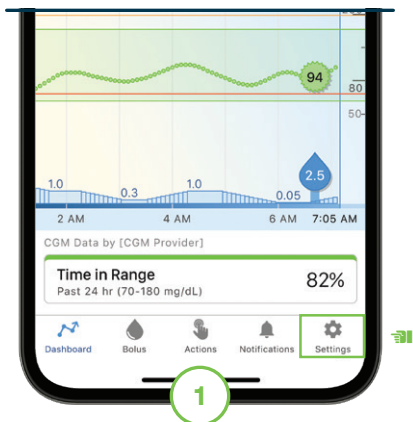 94
80
50
2.5
1.0
0.3
1.0
0.05
2 AM
4 AM
6 AM
7:05 AM
CGM Data by [CGM Provider]
Time in Range
Past 24 hr (70-180 mg/dL)
82%
Dashboard
Bolus
Actions
Notifications
Settings
1